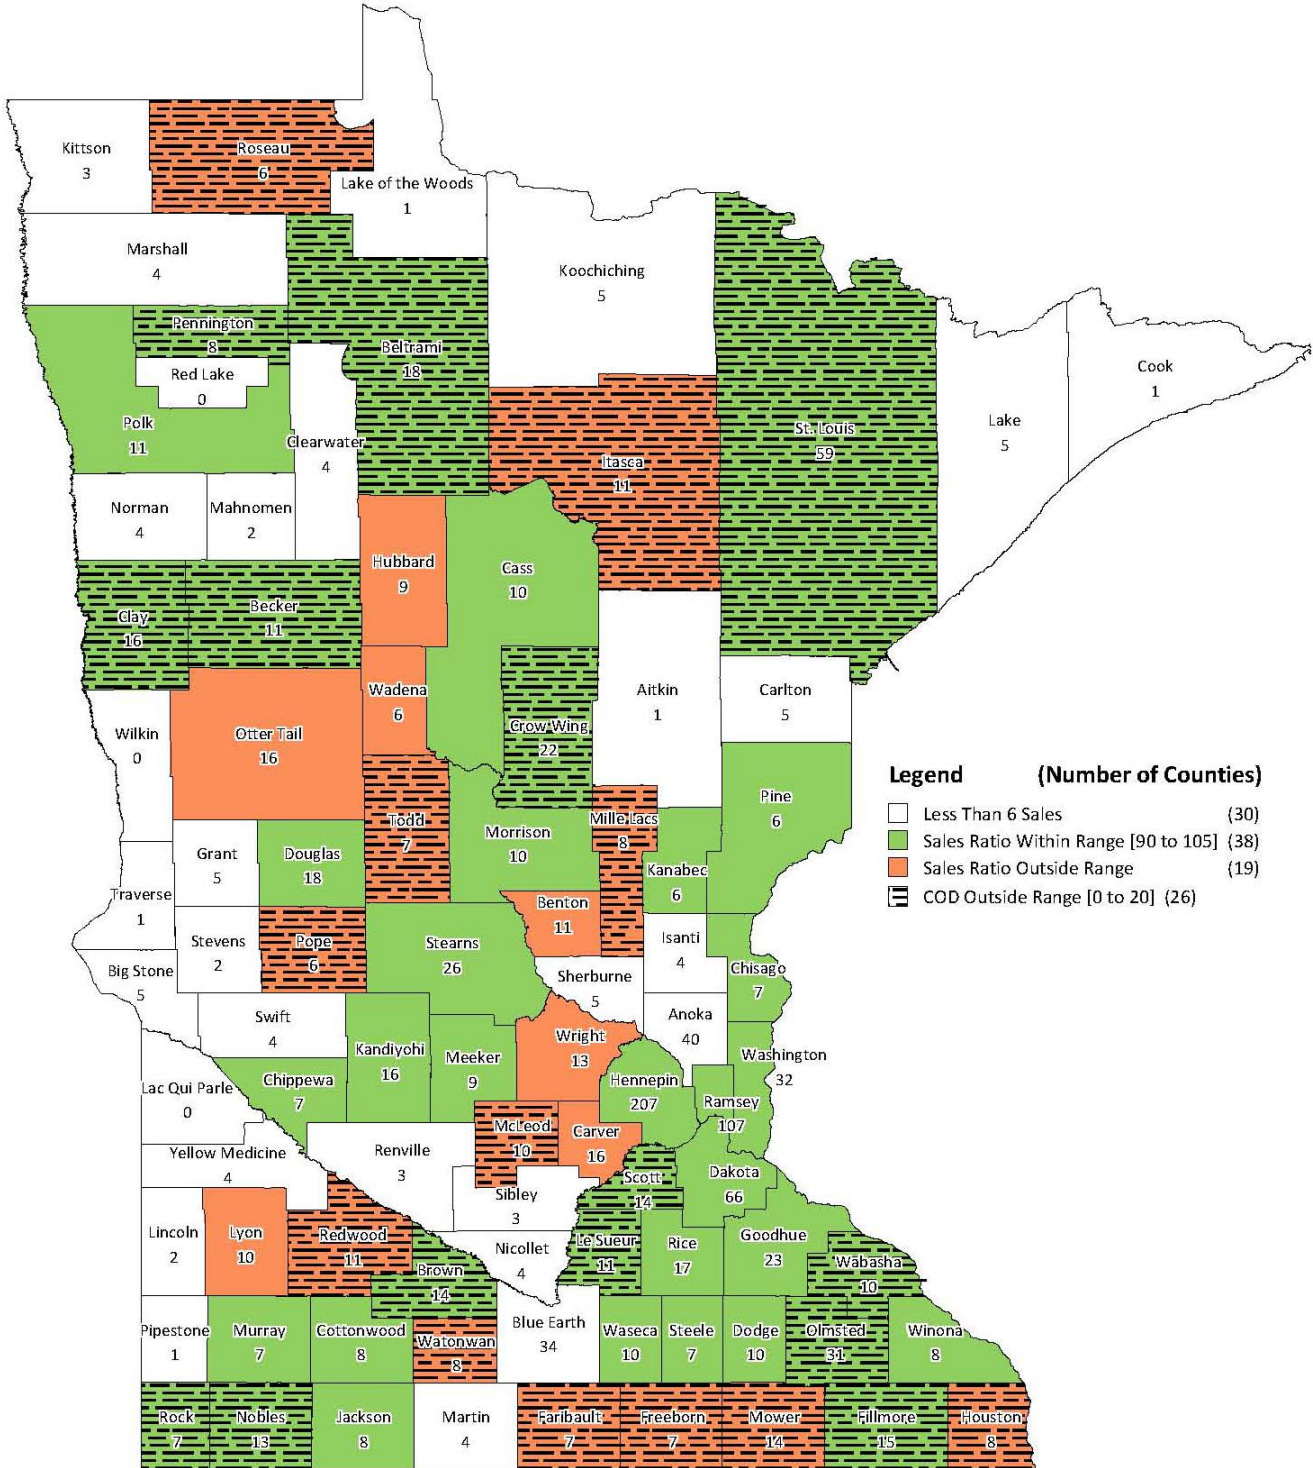 Kittson
3
Roseau
6
Lake of the Woods
1
Marshall
4
Koochiching
5
Pennington
8
Beltrami
18
Red Lake
0
Cook
1
Polk
11
Clearwater
4
Lake
5
St. Louis
59
Itasca
11
Norman
4
Mahnomen
2
Hubbard
9
Cass
10
Clay
16
Becker
11
Wadena
6
Aitkin
1
Carlton
5
Wilkin
0
Otter Tail
16
Crow Wing
22
Legend (Number of Counties)
Less Than 6 Sales (30)
Sales Ratio Within Range [90 to 105] (38)
Sales Ratio Outside Range (19)
COD Outside Range [0 to 20] (26)
Pine
6
Todd
7
Morrison
10
Mille Lacs
8
Grant
5
Douglas
18
Kanabec
6
Traverse
1
Benton
11
Stevens
2
Pope
6
Stearns
26
Isanti
4
Big Stone
5
Sherburne
5
Chisago
7
Swift
4
Anoka
40
Kandiyohi
16
Meeker
9
Wright
13
Washington
32
Lac Qui Parle
0
Chippewa
7
Hennepin
207
Ramsey
107
McLeod
10
Carver
16
Yellow Medicine
4
Renville
3
Scott
14
Dakota
66
Sibley
3
Lincoln
2
Lyon
10
Redwood
11
Nicollet
4
Le Sueur
11
Rice
17
Goodhue
23
Brown
14
Wabasha
10
Pipestone
1
Murray
7
Cottonwood
8
Watonwan
8
Blue Earth
34
Waseca
10
Steele
7
Dodge
10
Olmsted
31
Winona
8
Rock
7
Nobles
13
Jackson
8
Martin
4
Faribault
7
Freeborn
7
Mower
14
Fillmore
15
Houston
8